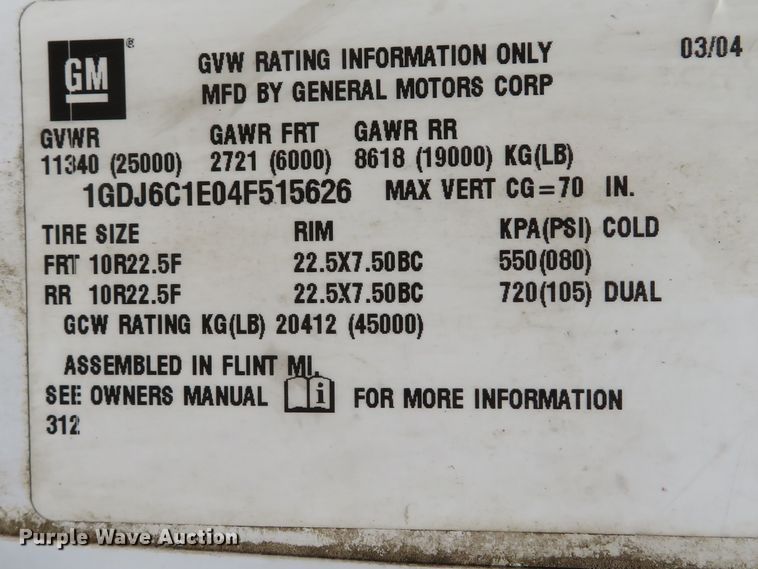 GM ®
GVW RATING INFORMATION ONLY 03/04
MFD BY GENERAL MOTORS CORP
GVWR GAWR FRT GAWR RR
11340 (25000) 2721 (6000) 8618 (19000) KG(LB)
1GDJ6C1E04F515626 MAX VERT CG=70 IN.
TIRE SIZE RIM KPA(PSI) COLD
FRT 10R22.5F 22.5X7.50BC 550(080)
RR 10R22.5F 22.5X7.50BC 720(105) DUAL
GCW RATING KG(LB) 20412 (45000)
ASSEMBLED IN FLINT MI.
SEE OWNERS MANUAL i FOR MORE INFORMATION
312
Purple Wave Auction